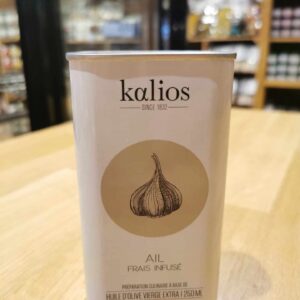 kalios
SINCE 1932
AIL
FRAIS INFUSÉ
PRÉPARATION CULINAIRE À BASE DE
HUILE D'OLIVE VIERGE EXTRA | 250 ML